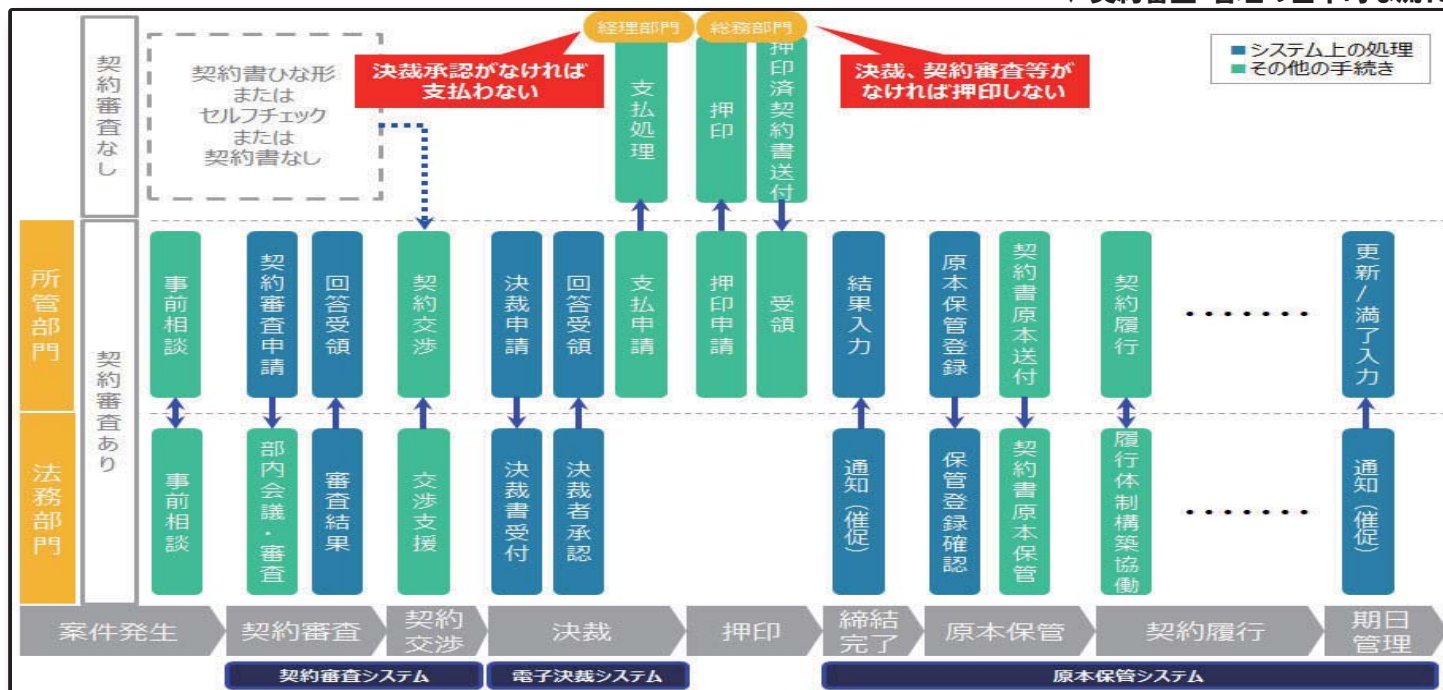 経理部門
総務部門
決裁承認がなければ
支払わない
決裁、契約審査等が
なければ押印しない
■システム上の処理
■その他の手続き
契約審査なし
契約書ひな形
または
セルフチェック
または
契約書なし
支払処理
押印
押印済契約書送付
所管部門
契約審査あり
事前相談
契約審査申請
回答受領
契約交渉
決裁申請
回答受領
支払申請
押印申請
受領
結果入力
原本保管登録
契約書原本送付
契約履行
・・・・・・・
更新/満了入力
法務部門
事前相談
部内会議・審査
審査結果
交渉支援
決裁書受付
決裁者承認
通知(催促)
保管登録確認
契約書原本保管
履行体制構築協働
・・・・・・・
通知(催促)
案件発生
契約審査
契約
交渉
決裁
押印
締結
完了
原本保管
契約履行
期日
管理
契約審査システム
電子決裁システム
原本保管システム